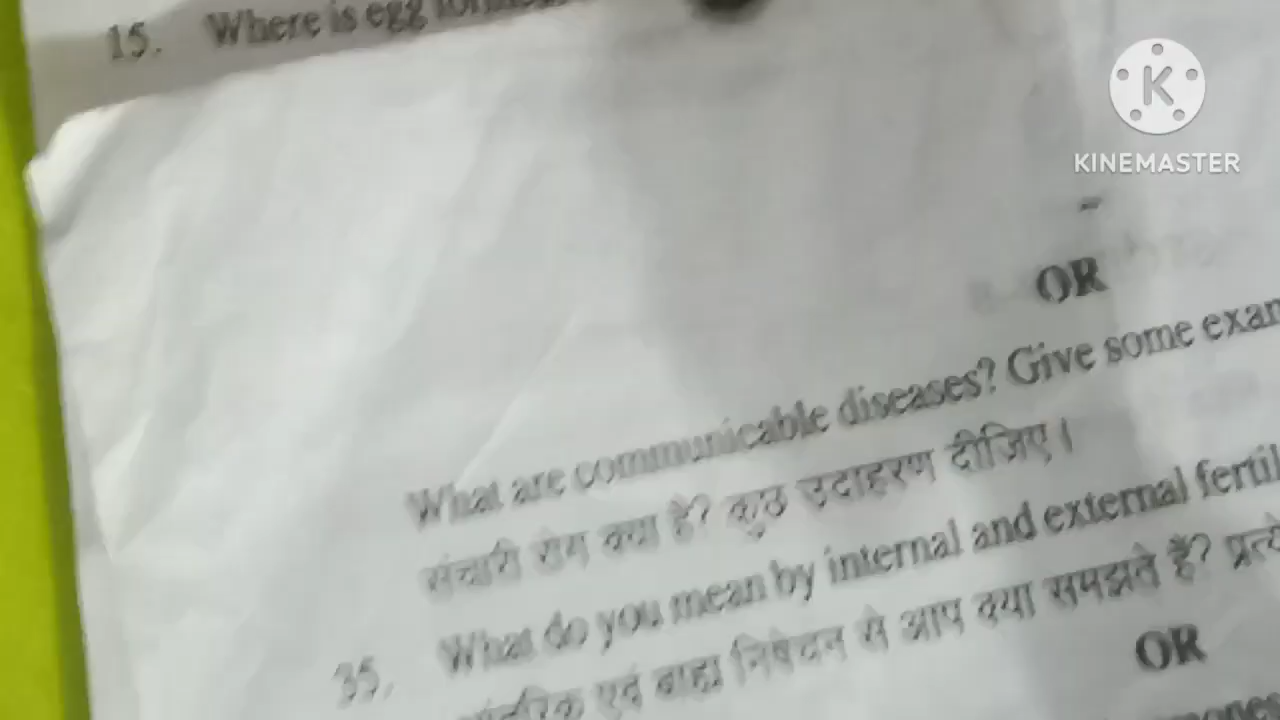 15. Where is egg
KINEMASTER
OR
What are communicable diseases? Give some exam
संचारी रोग क्या है? कुछ उदाहरण दीजिए।
35. What do you mean by internal and external fertil
एवं बाह्य निषेचन से आप क्या समझते हैं?
OR